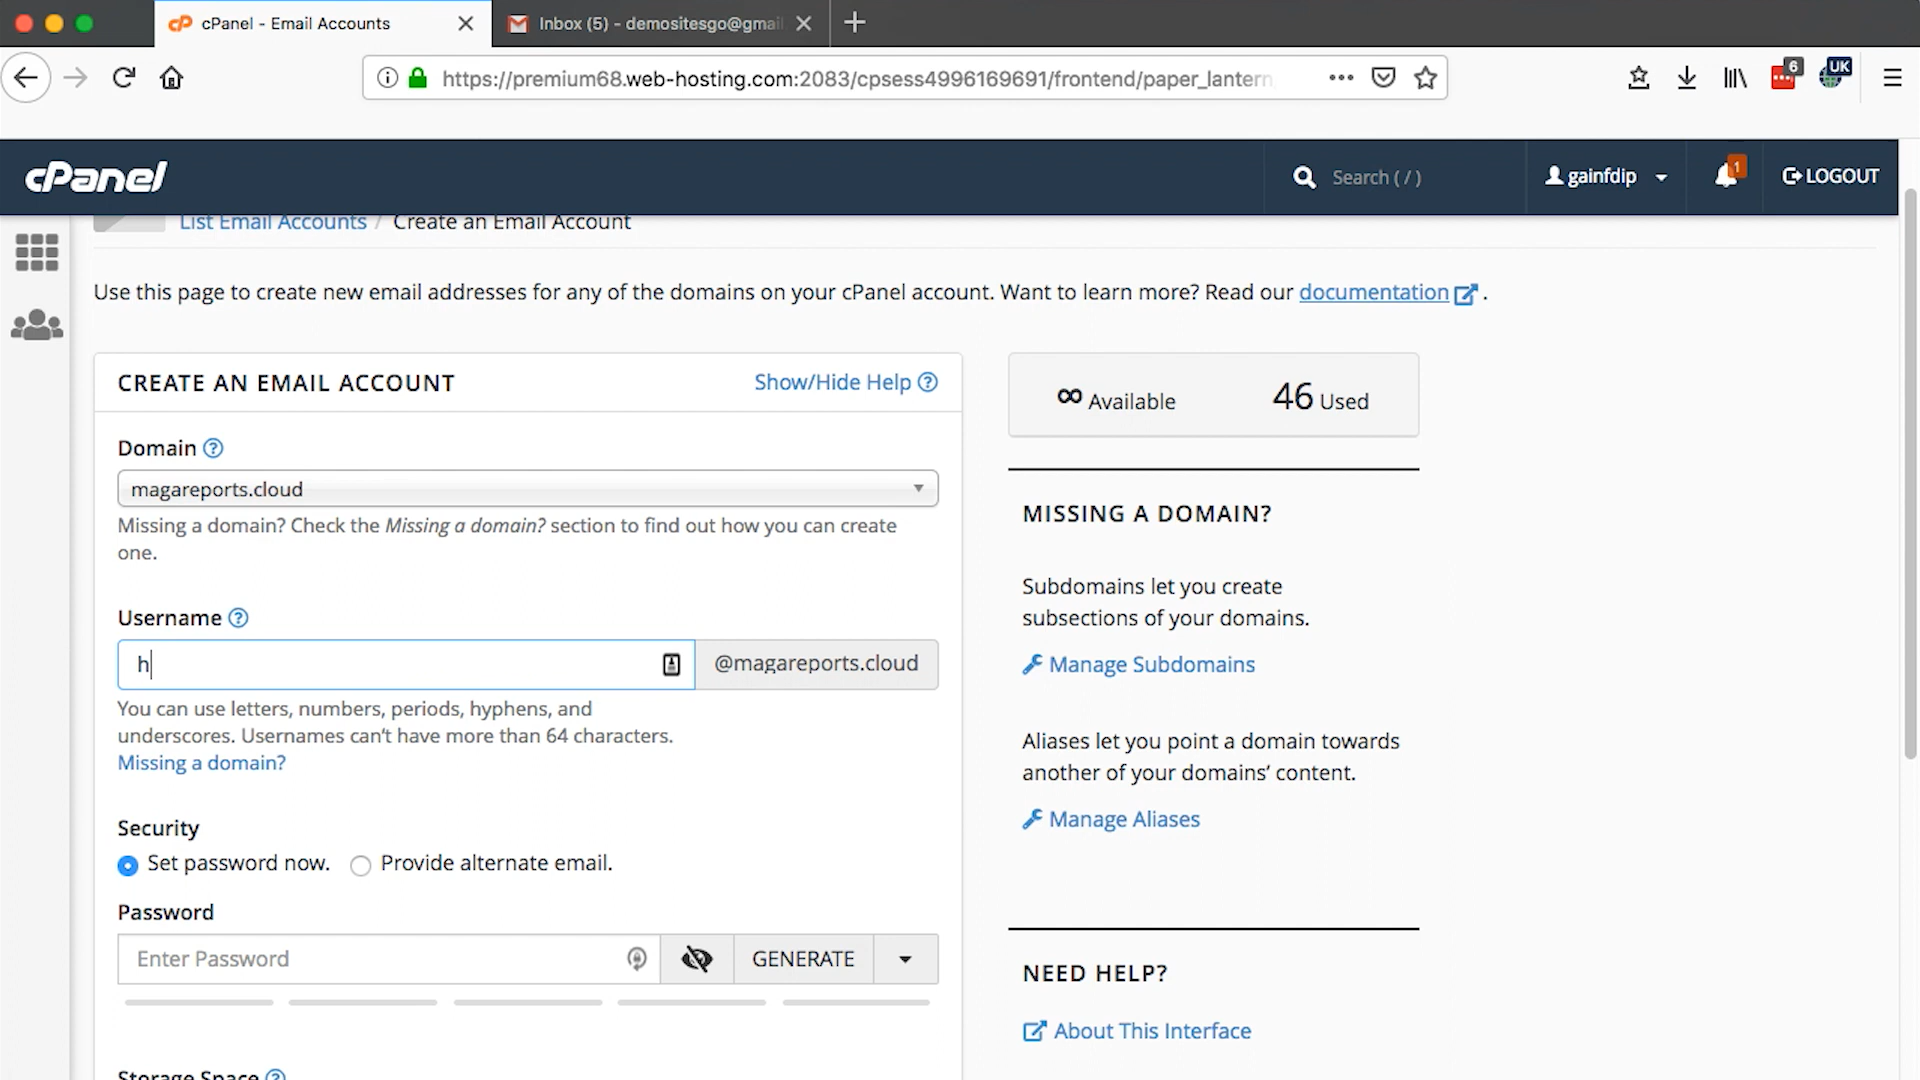 cPanel - Email Accounts
Inbox (5) - demositesgo@gmai
https://premium68.web-hosting.com:2083/cpsess4996169691/frontend/paper_lantern
6
UK
cPanel
Search ( / )
gainfdip
1
LOGOUT
List Email Accounts / Create an Email Account
Use this page to create new email addresses for any of the domains on your cPanel account. Want to learn more? Read our documentation .
CREATE AN EMAIL ACCOUNT
Show/Hide Help
Domain
magareports.cloud
Missing a domain? Check the Missing a domain? section to find out how you can create
one.
Username
h
@magareports.cloud
You can use letters, numbers, periods, hyphens, and
underscores. Usernames can't have more than 64 characters.
Missing a domain?
Security
Set password now.
Provide alternate email.
Password
Enter Password
GENERATE
Storage Space
∞ Available
46 Used
MISSING A DOMAIN?
Subdomains let you create
subsections of your domains.
Manage Subdomains
Aliases let you point a domain towards
another of your domains' content.
Manage Aliases
NEED HELP?
About This Interface